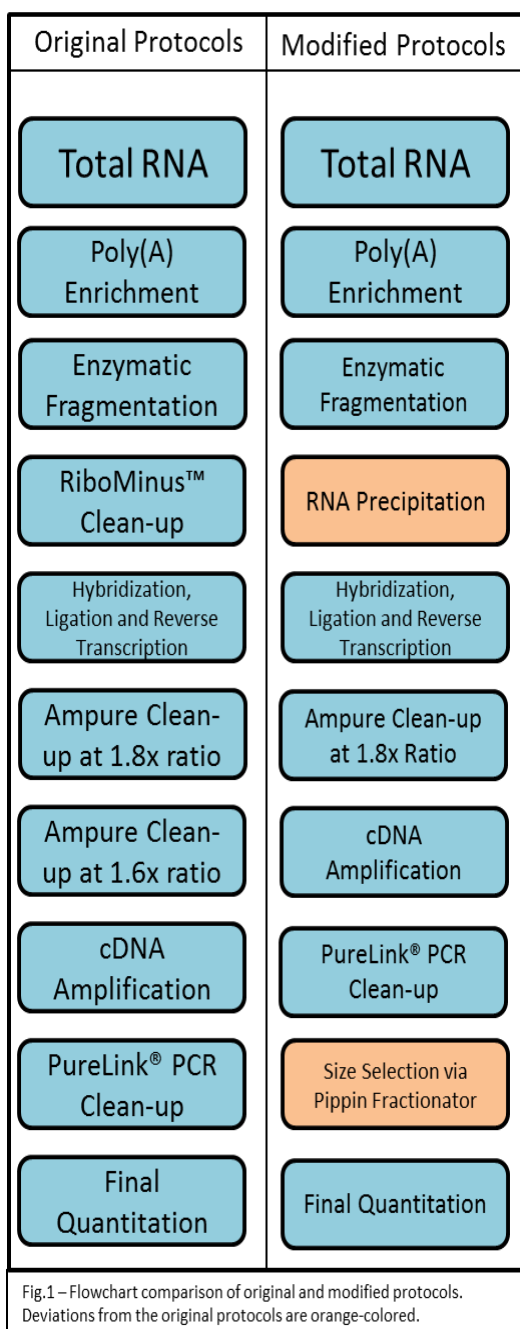 Original Protocols
Total RNA
Poly(A)
Enrichment
Enzymatic
Fragmentation
RiboMinus™
Clean-up
Hybridization,
Ligation and Reverse
Transcription
Ampure Clean-
up at 1.8x ratio
Ampure Clean-
up at 1.6x ratio
cDNA
Amplification
PureLink® PCR
Clean-up
Final
Quantitation
Modified Protocols
Total RNA
Poly(A)
Enrichment
Enzymatic
Fragmentation
RNA Precipitation
Hybridization,
Ligation and Reverse
Transcription
Ampure Clean-up
at 1.8x Ratio
cDNA
Amplification
PureLink® PCR
Clean-up
Size Selection via
Pippin Fractionator
Final Quantitation
Fig.1 – Flowchart comparison of original and modified protocols.
Deviations from the original protocols are orange-colored.